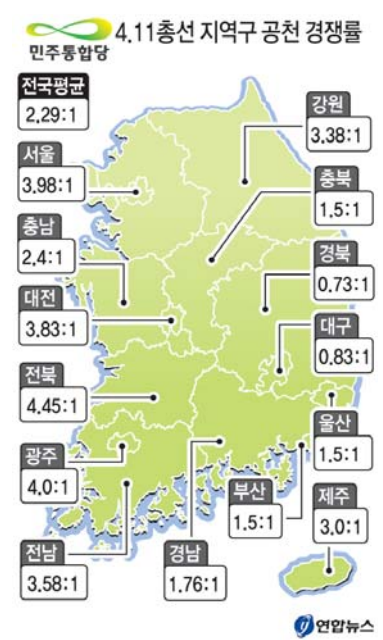 민주통합당
4.11총선 지역구 공천 경쟁률
전국평균
2.29:1
강원
3.38:1
서울
3.98:1
충북
1.5:1
충남
2.4:1
경북
0.73:1
대전
3.83:1
대구
0.83:1
전북
4.45:1
울산
1.5:1
광주
4.0:1
부산
1.5:1
제주
3.0:1
전남
3.58:1
경남
1.76:1
연합뉴스